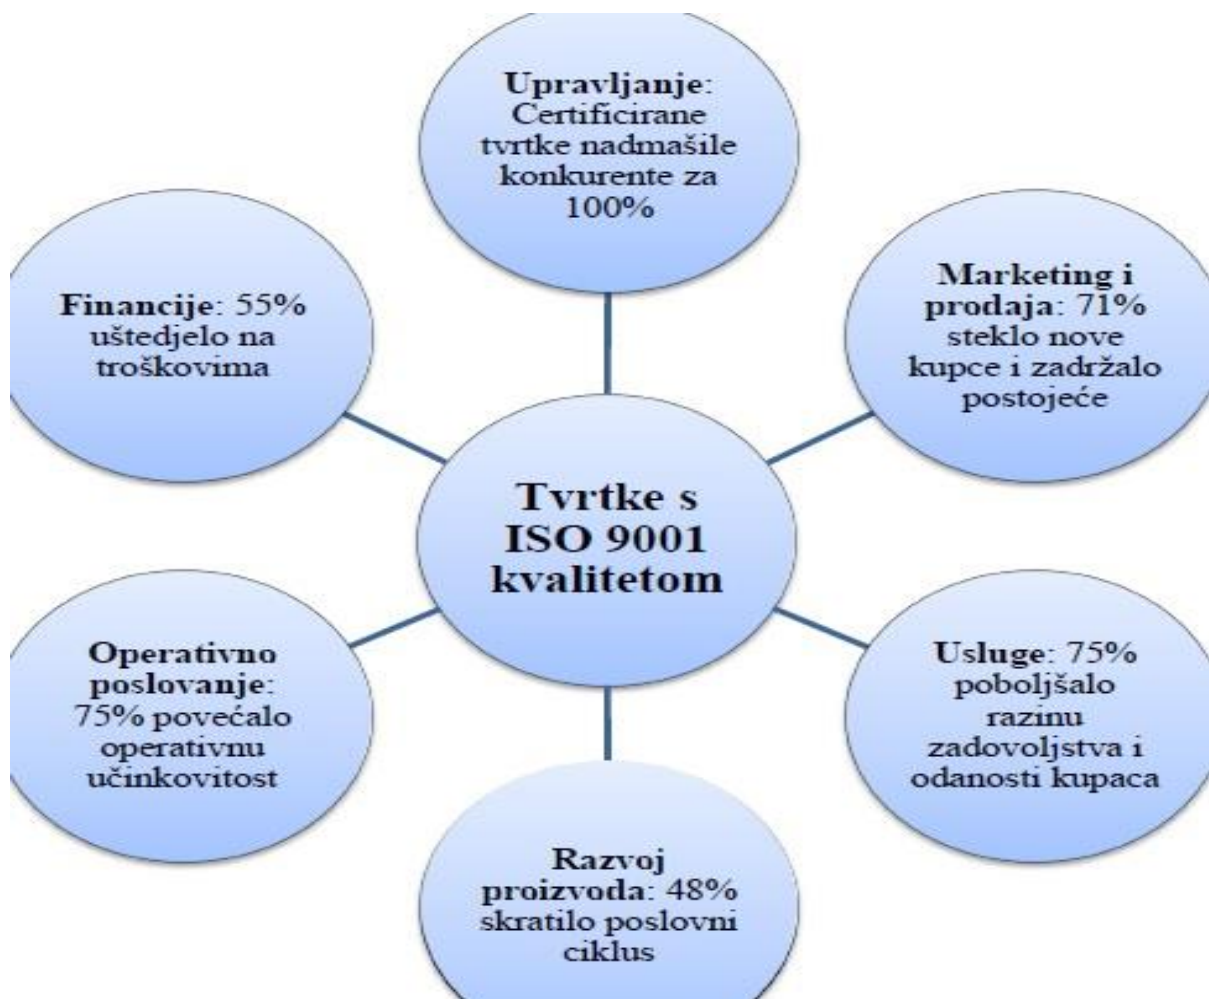 Upravljanje:
Certificirane
tvrtke nadmašile
konkurente za
100%
Financije: 55%
uštedjelo na
troškovima
Marketing i
prodaja: 71%
steklo nove
kupce i zadržalo
postojeće
Tvrtke s
ISO 9001
kvalitetom
Operativno
poslovanje:
75% povećalo
operativnu
učinkovitost
Usluge: 75%
poboljšalo
razinu
zadovoljstva i
odanosti kupaca
Razvoj
proizvoda: 48%
skratilo poslovni
ciklus